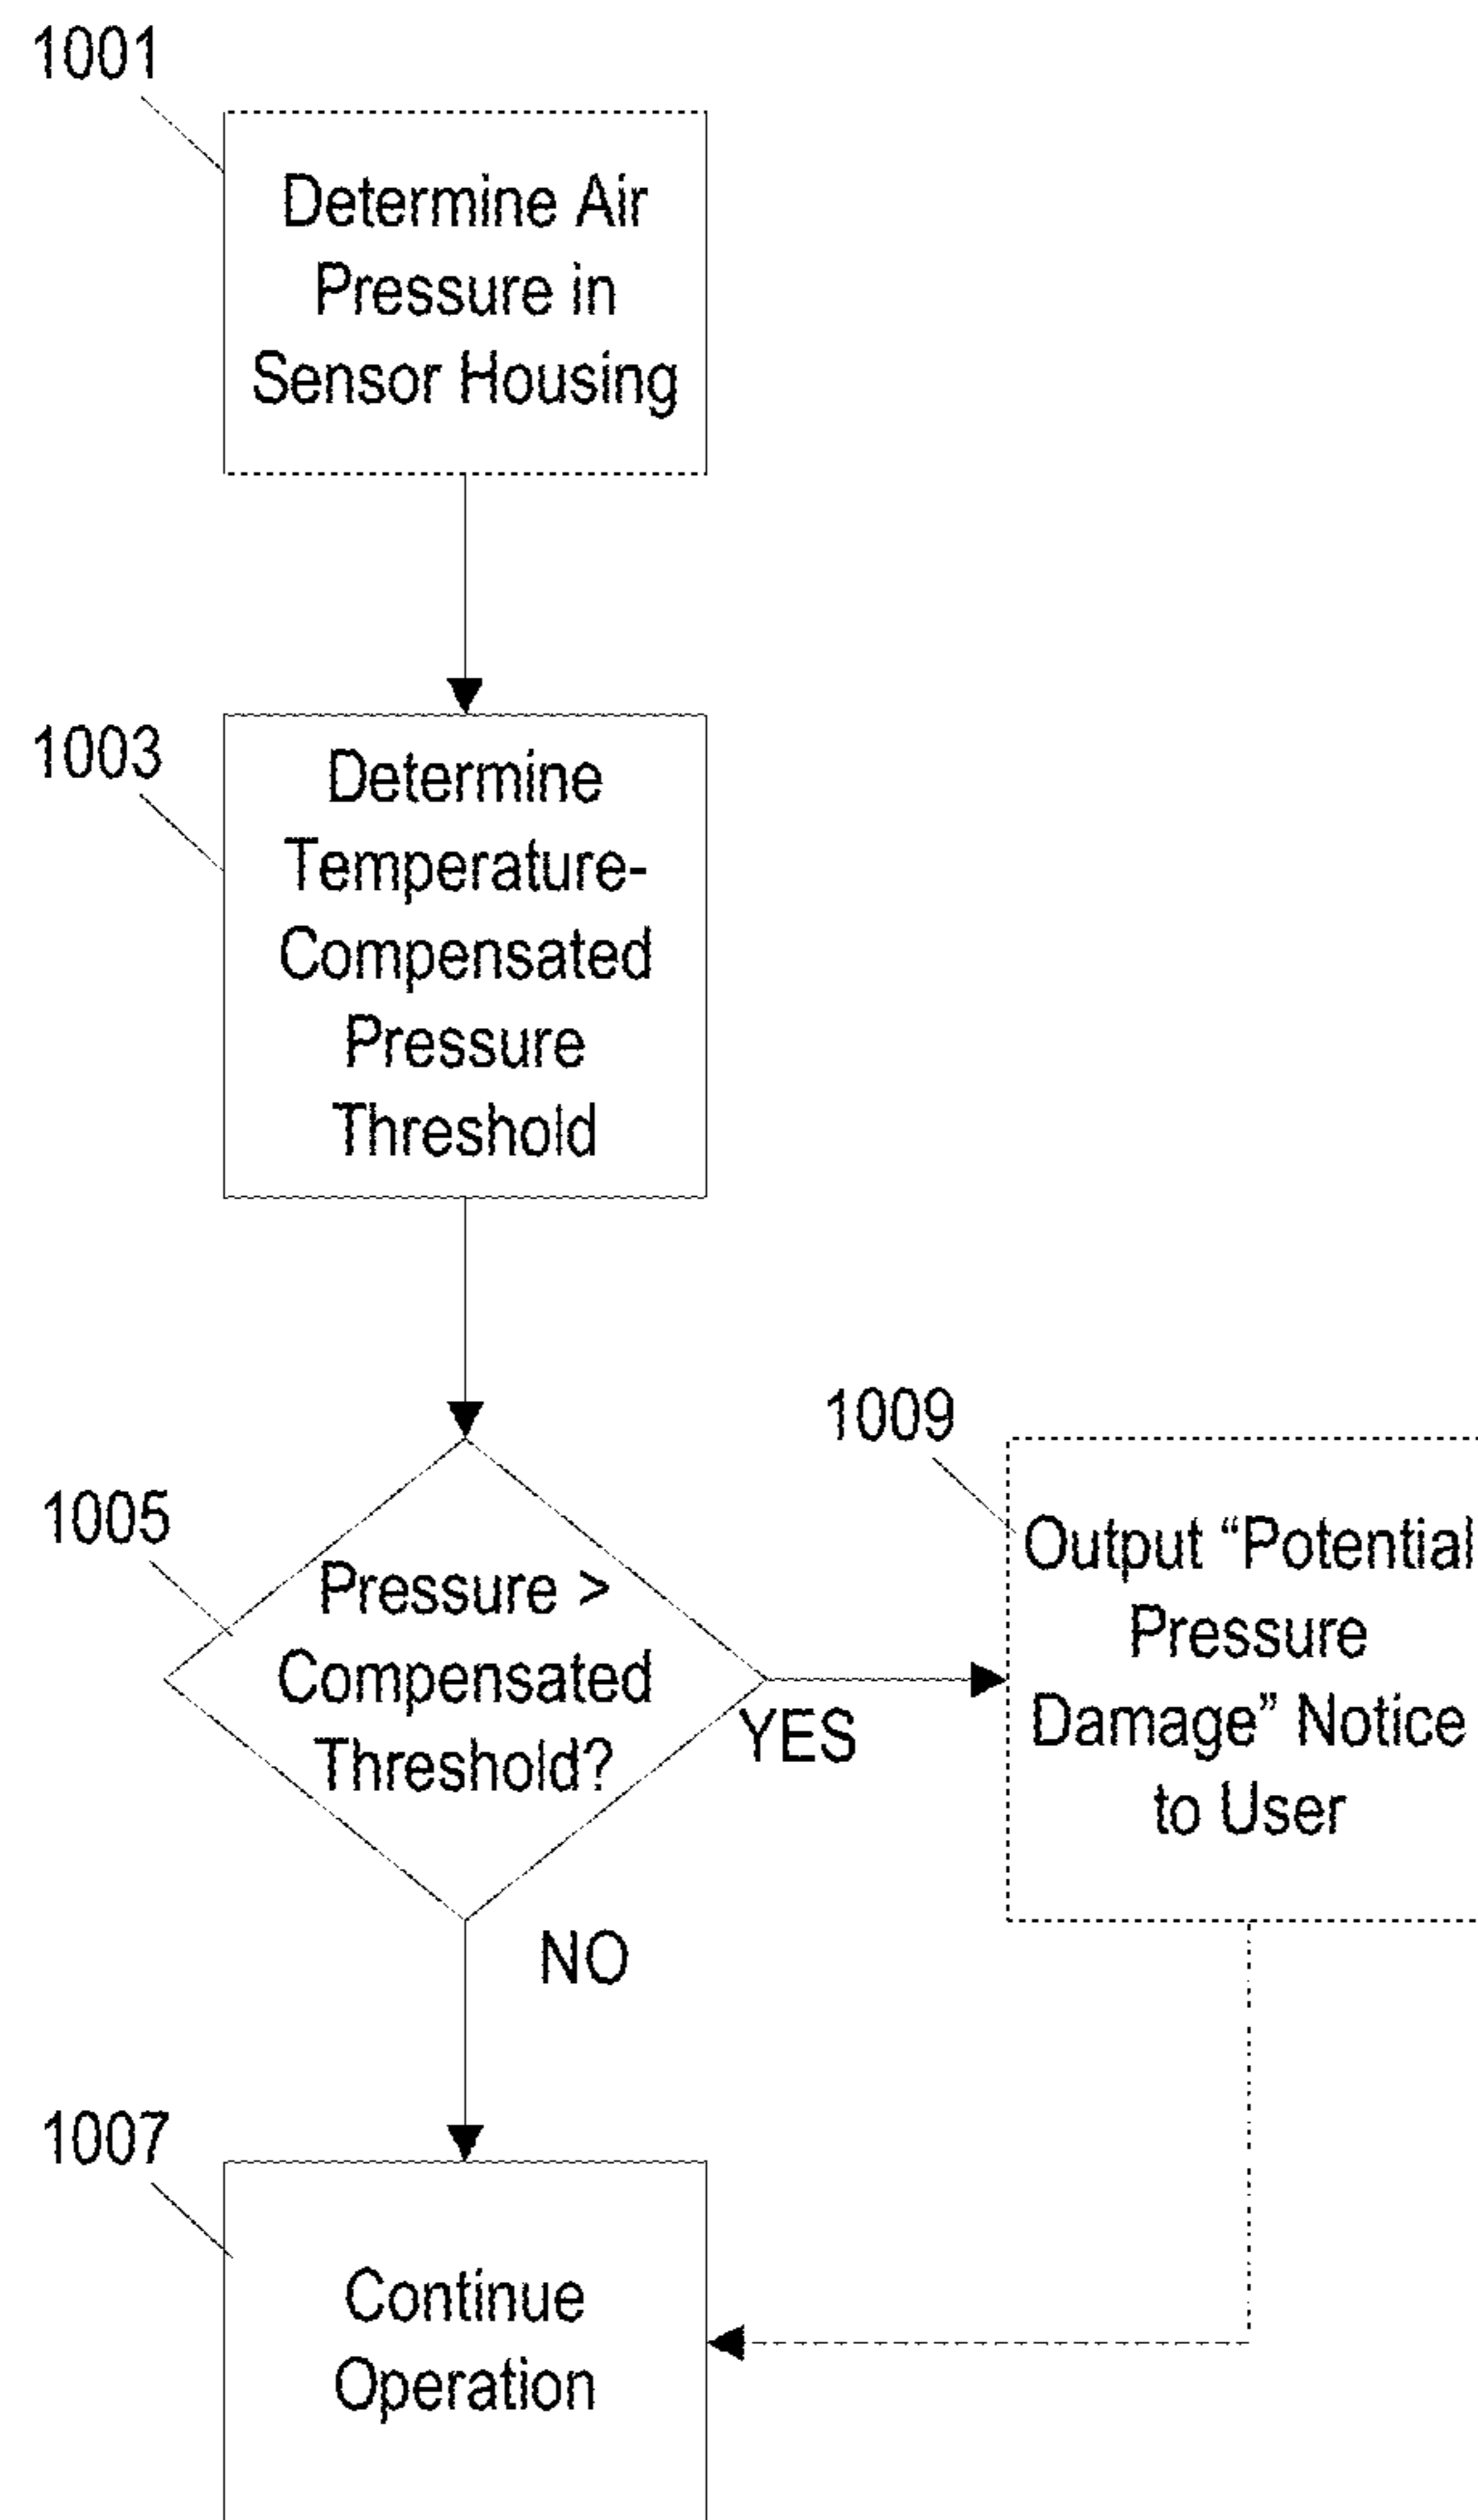 1001
Determine Air
Pressure in
Sensor Housing
1003
Determine
Temperature-
Compensated
Pressure
Threshold
1005
Pressure >
Compensated
Threshold?
YES
NO
1009
Output “Potential
Pressure
Damage” Notice
to User
1007
Continue
Operation